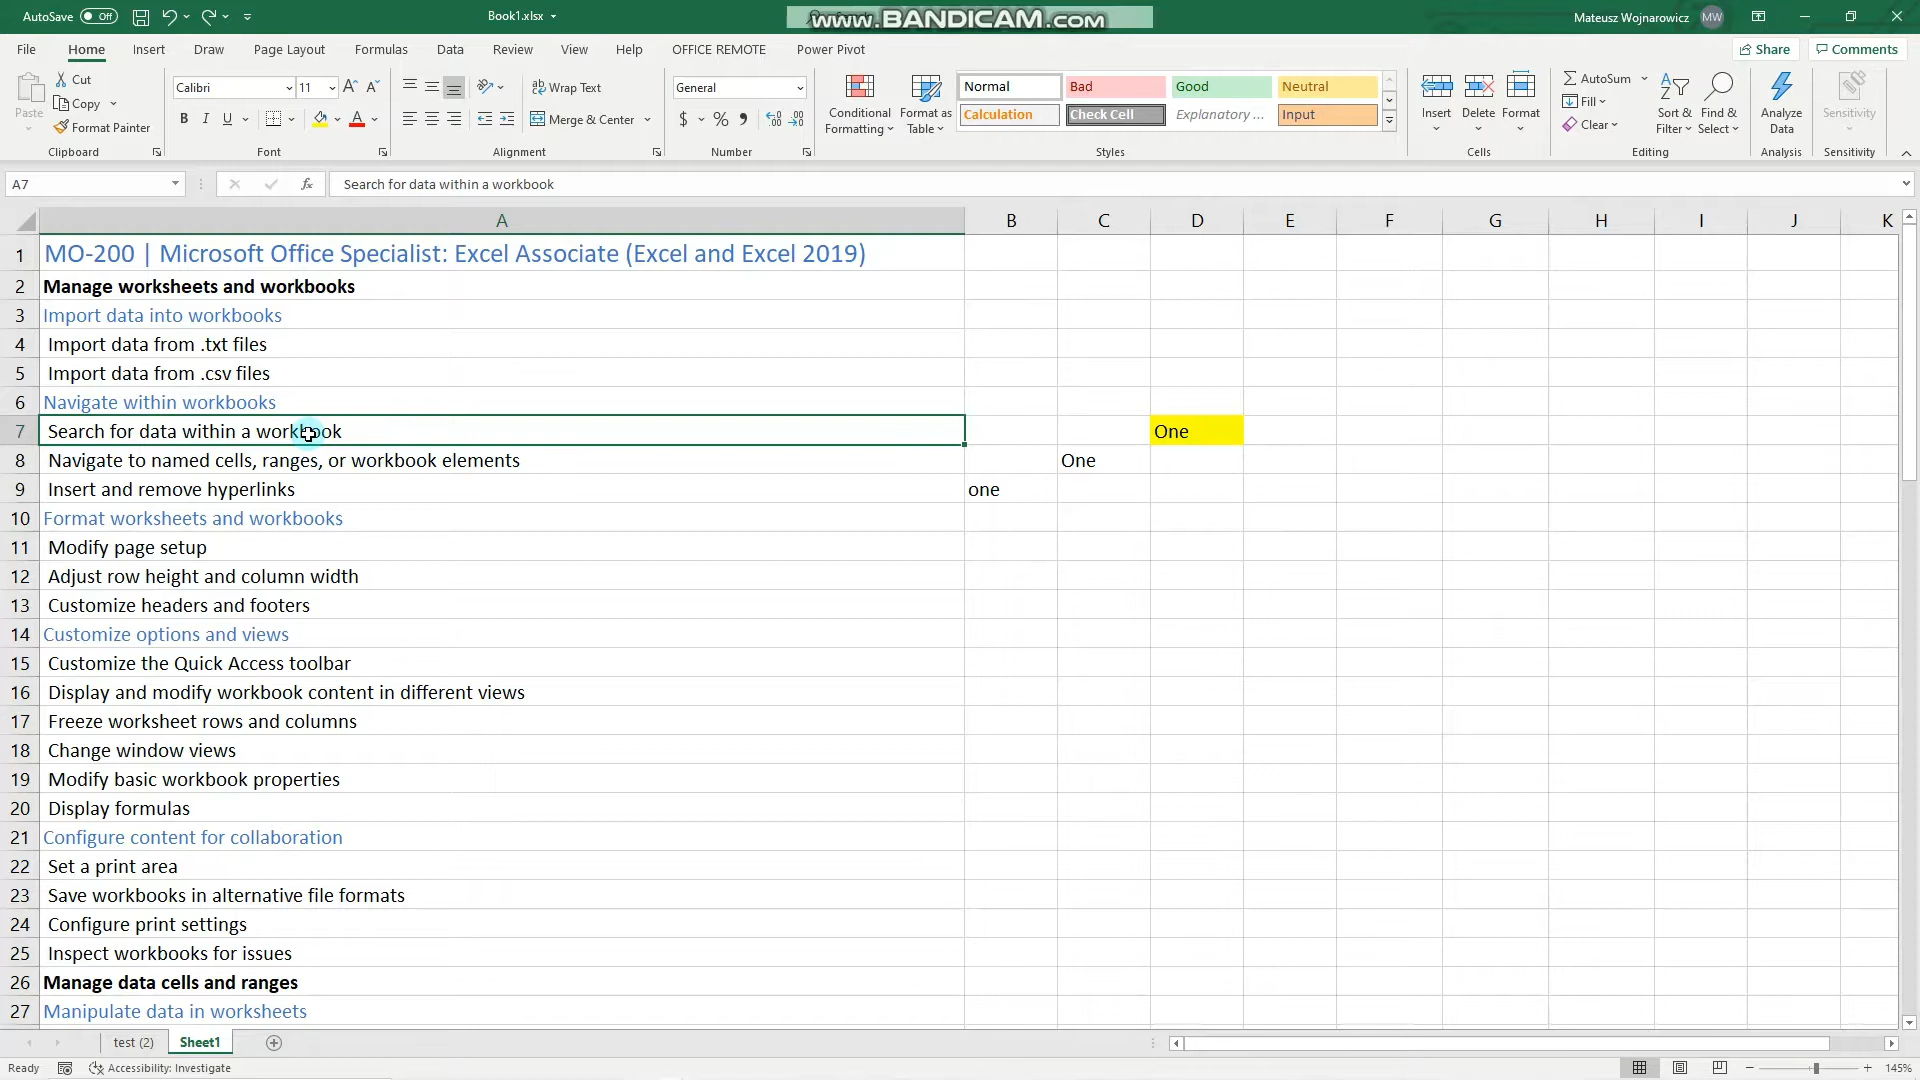 AutoSave Off Book1.xlsx www.BANDICAM.com Mateusz Wojnarowicz MW
File Home Insert Draw Page Layout Formulas Data Review View Help OFFICE REMOTE Power Pivot Share Comments
Paste Cut Copy Format Painter Clipboard
Calibri 11 B I U Font
Wrap Text Merge & Center Alignment
General $ % Number
Conditional Formatting Format as Table
Normal Bad Good Neutral
Calculation Check Cell Explanatory ... Input
Styles
Insert Delete Format Cells
AutoSum Fill Clear Sort & Filter Find & Select Editing
Analyze Data Analysis
Sensitivity Sensitivity
A7 fx Search for data within a workbook
A B C D E F G H I J K
1 MO-200 | Microsoft Office Specialist: Excel Associate (Excel and Excel 2019)
2 Manage worksheets and workbooks
3 Import data into workbooks
4 Import data from .txt files
5 Import data from .csv files
6 Navigate within workbooks
7 Search for data within a workbook One
8 Navigate to named cells, ranges, or workbook elements One
9 Insert and remove hyperlinks one
10 Format worksheets and workbooks
11 Modify page setup
12 Adjust row height and column width
13 Customize headers and footers
14 Customize options and views
15 Customize the Quick Access toolbar
16 Display and modify workbook content in different views
17 Freeze worksheet rows and columns
18 Change window views
19 Modify basic workbook properties
20 Display formulas
21 Configure content for collaboration
22 Set a print area
23 Save workbooks in alternative file formats
24 Configure print settings
25 Inspect workbooks for issues
26 Manage data cells and ranges
27 Manipulate data in worksheets
test (2) Sheet1
Ready Accessibility: Investigate 145%